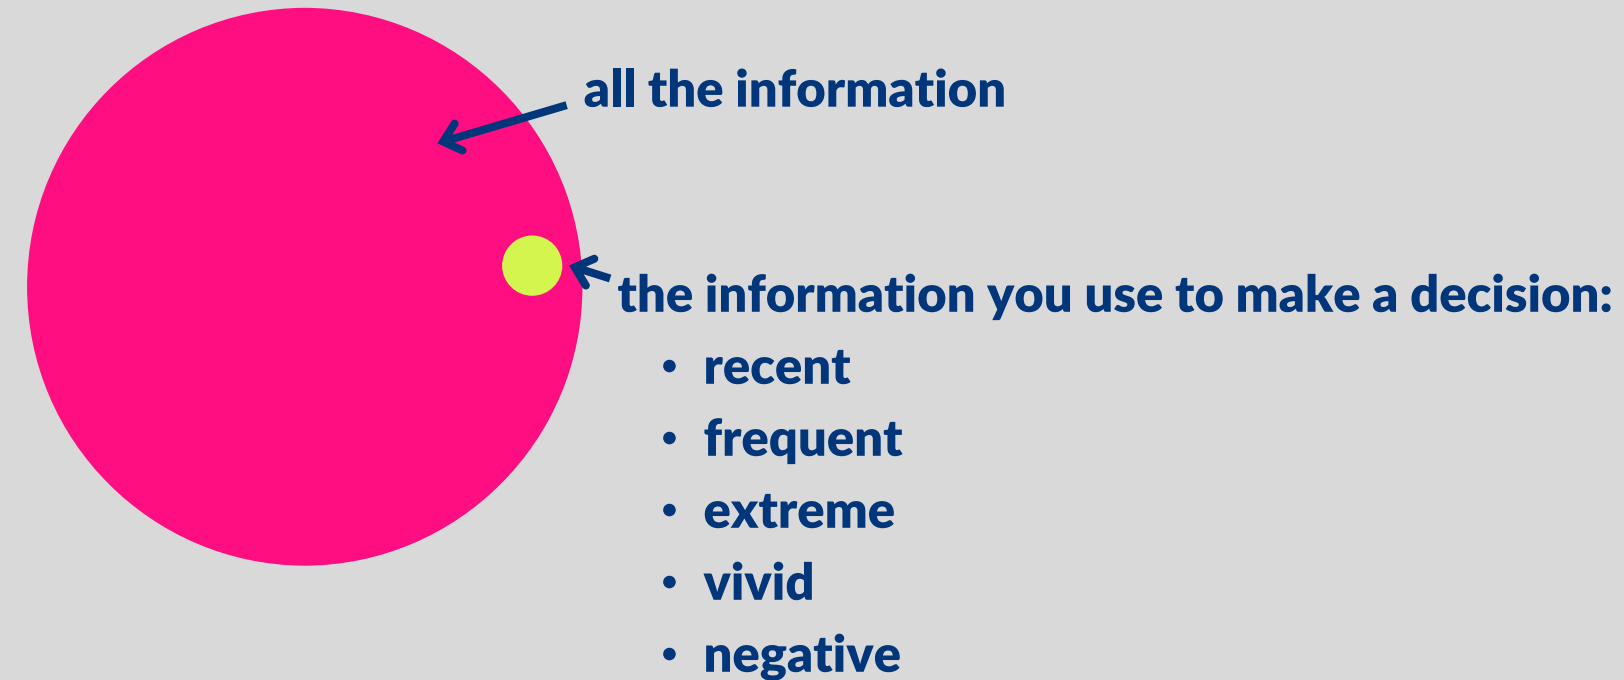 all the information
the information you use to make a decision:
• recent
• frequent
• extreme
• vivid
• negative